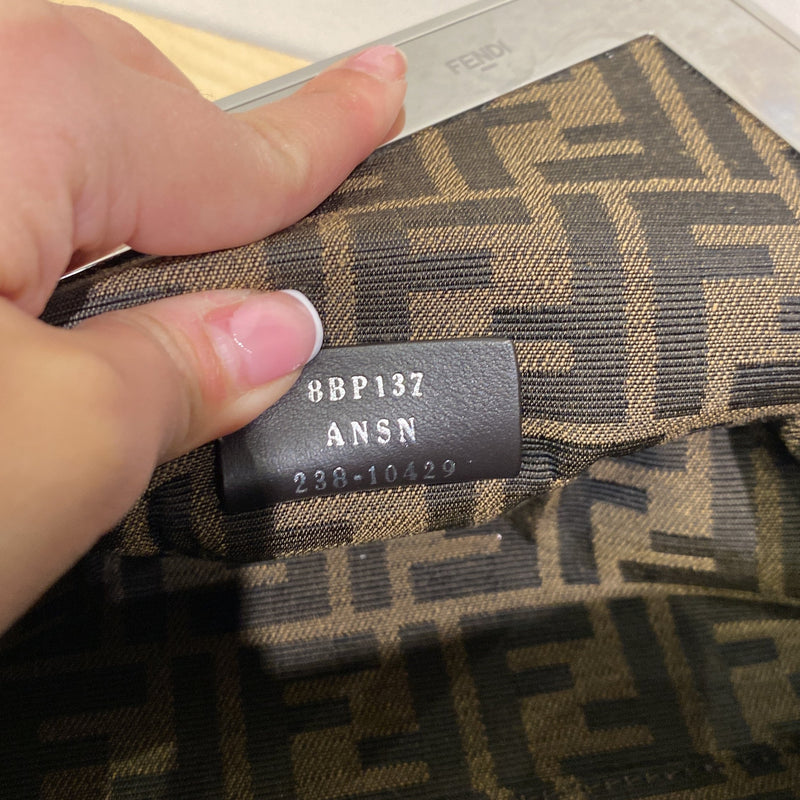 FENDI
8BP137
ANSN
238-10429